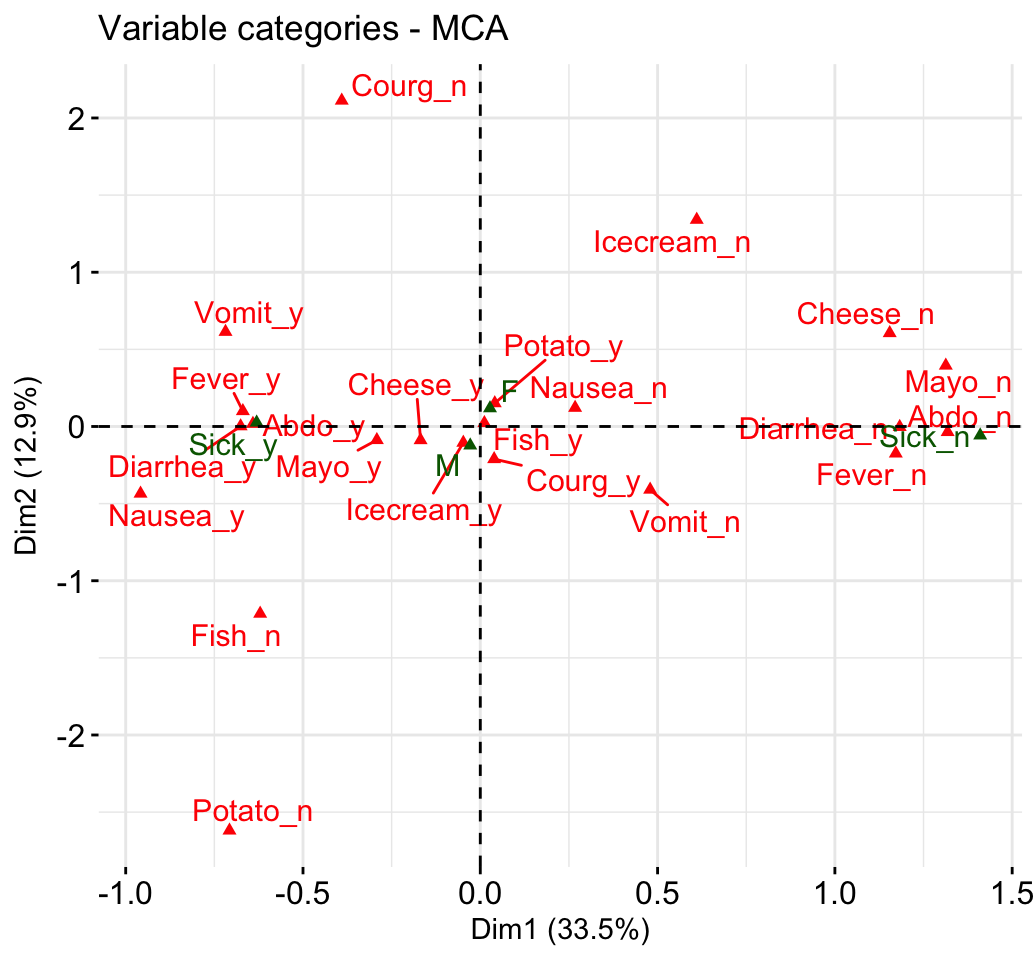 Variable categories - MCA
Courg_n
2
Icecream_n
1
Vomit_y
Cheese_n
Potato_y
Fever_y
Cheese_y
F
Nausea_n
Mayo_n
0
Abdo_y
Diarrhea_n
Abdo_n
Sick_y
Fish_y
Sick_n
Diarrhea_y
Mayo_y
M
Courg_y
Fever_n
Nausea_y
Icecream_y
Vomit_n
Dim2 (12.9%)
-1
Fish_n
-2
Potato_n
-1.0 -0.5 0.0 0.5 1.0 1.5
Dim1 (33.5%)